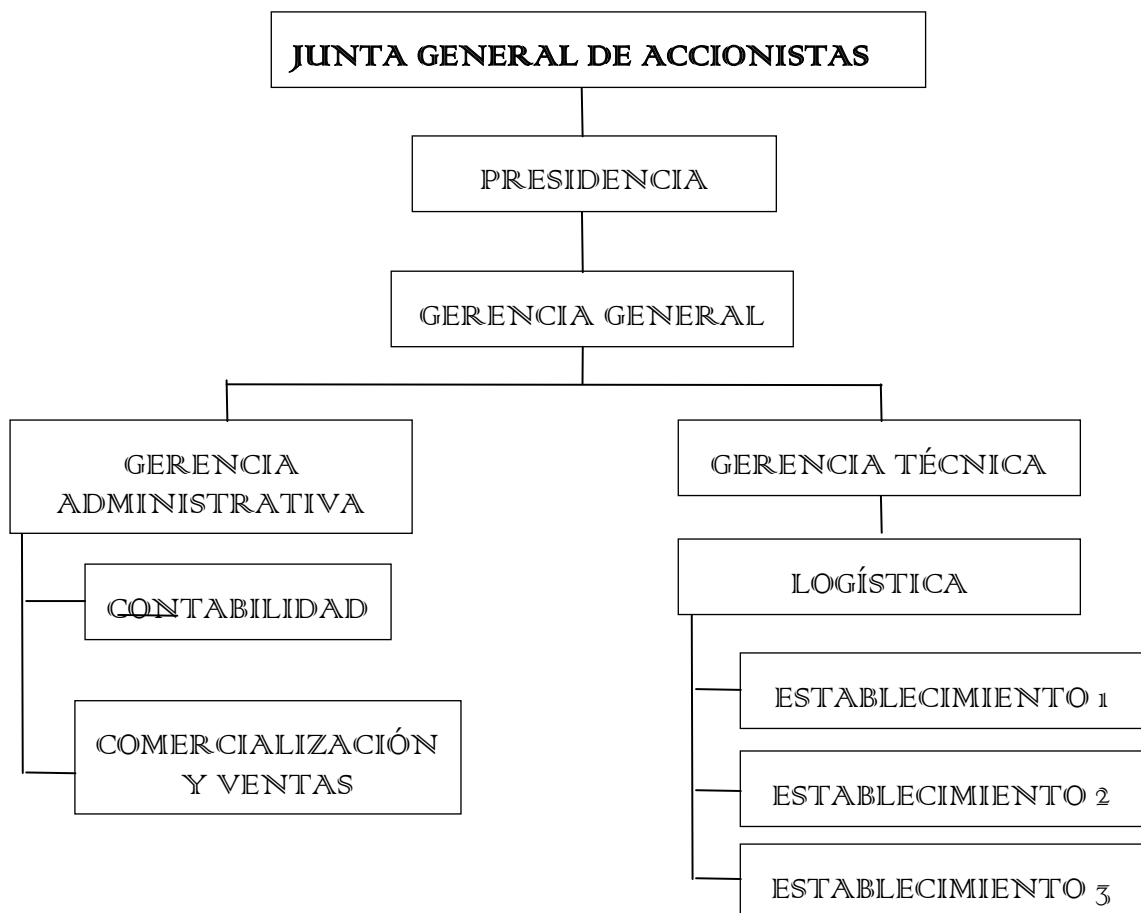 JUNTA GENERAL DE ACCIONISTAS
PRESIDENCIA
GERENCIA GENERAL
GERENCIA
ADMINISTRATIVA
CONTABILIDAD
COMERCIALIZACIÓN
Y VENTAS
GERENCIA TÉCNICA
LOGÍSTICA
ESTABLECIMIENTO 1
ESTABLECIMIENTO 2
ESTABLECIMIENTO 3